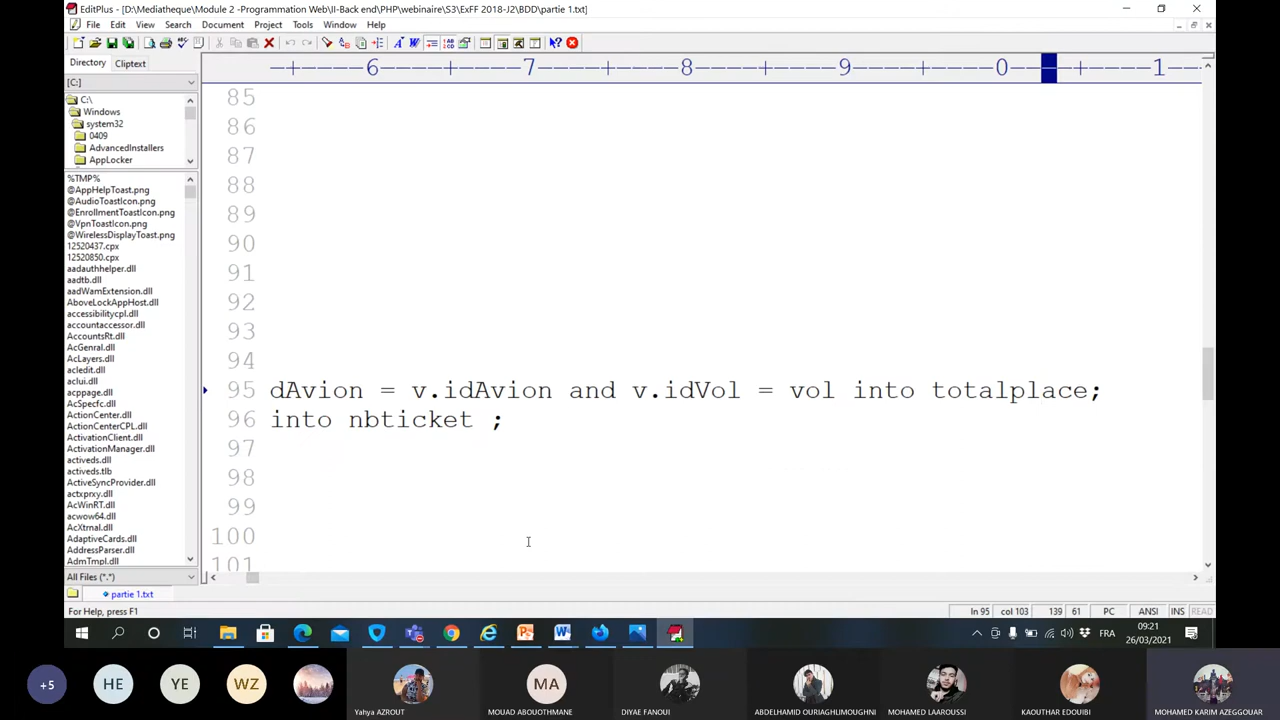 EditPlus - [D:\Mediatheque\Module 2 -Programmation Web\II-Back end\PHP\webinaire\S3\ExFF 2018-J2\BDD\partie 1.txt]
File Edit View Search Document Project Tools Window Help
Directory Cliptext
[C:]
C:\
Windows
system32
0409
AdvancedInstallers
AppLocker
%TMP%
@AppHelpToast.png
@AudioToastIcon.png
@EnrollmentToastIcon.png
@VpnToastIcon.png
@WirelessDisplayToast.png
12520437.cpx
12520850.cpx
aadauthhelper.dll
aadtb.dll
aadWamExtension.dll
AboveLockAppHost.dll
accessibilitycpl.dll
accountaccessor.dll
AccountsRt.dll
AcGenral.dll
AcLayers.dll
acledit.dll
aclui.dll
acppage.dll
AcSpecfc.dll
ActionCenter.dll
ActionCenterCPL.dll
ActivationClient.dll
ActivationManager.dll
activeds.dll
activeds.tlb
ActiveSyncProvider.dll
actxprxy.dll
AcWinRT.dll
acwow64.dll
AcXtrnal.dll
AdaptiveCards.dll
AddressParser.dll
AdmTmpl.dll
All Files (*.*)
-+----6----+----7----+----8----+----9----+----0----+----1---
85
86
87
88
89
90
91
92
93
94
95 dAvion = v.idAvion and v.idVol = vol into totalplace;
96 into nbticket ;
97
98
99
100
101
partie 1.txt
For Help, press F1 ln 95 col 103 139 61 PC ANSI INS READ
FRA 09:21
26/03/2021
+5 HE YE WZ MA
Yahya AZROUT MOUAD ABOUOTHMANE DIYAE FANOUI ABDELHAMID OURIAGHLI MOHAMED LAAROUSSI KAOUTHAR EDOUIBI MOHAMED KARIM AZEGGOUAR